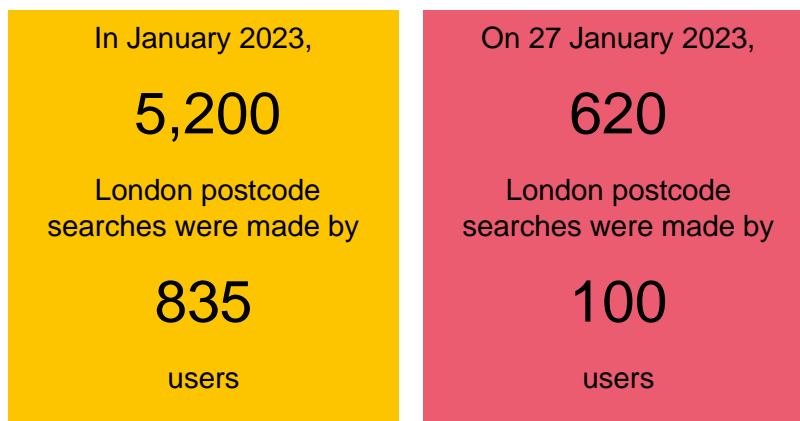 In January 2023,
5,200
London postcode
searches were made by
835
users
On 27 January 2023,
620
London postcode
searches were made by
100
users